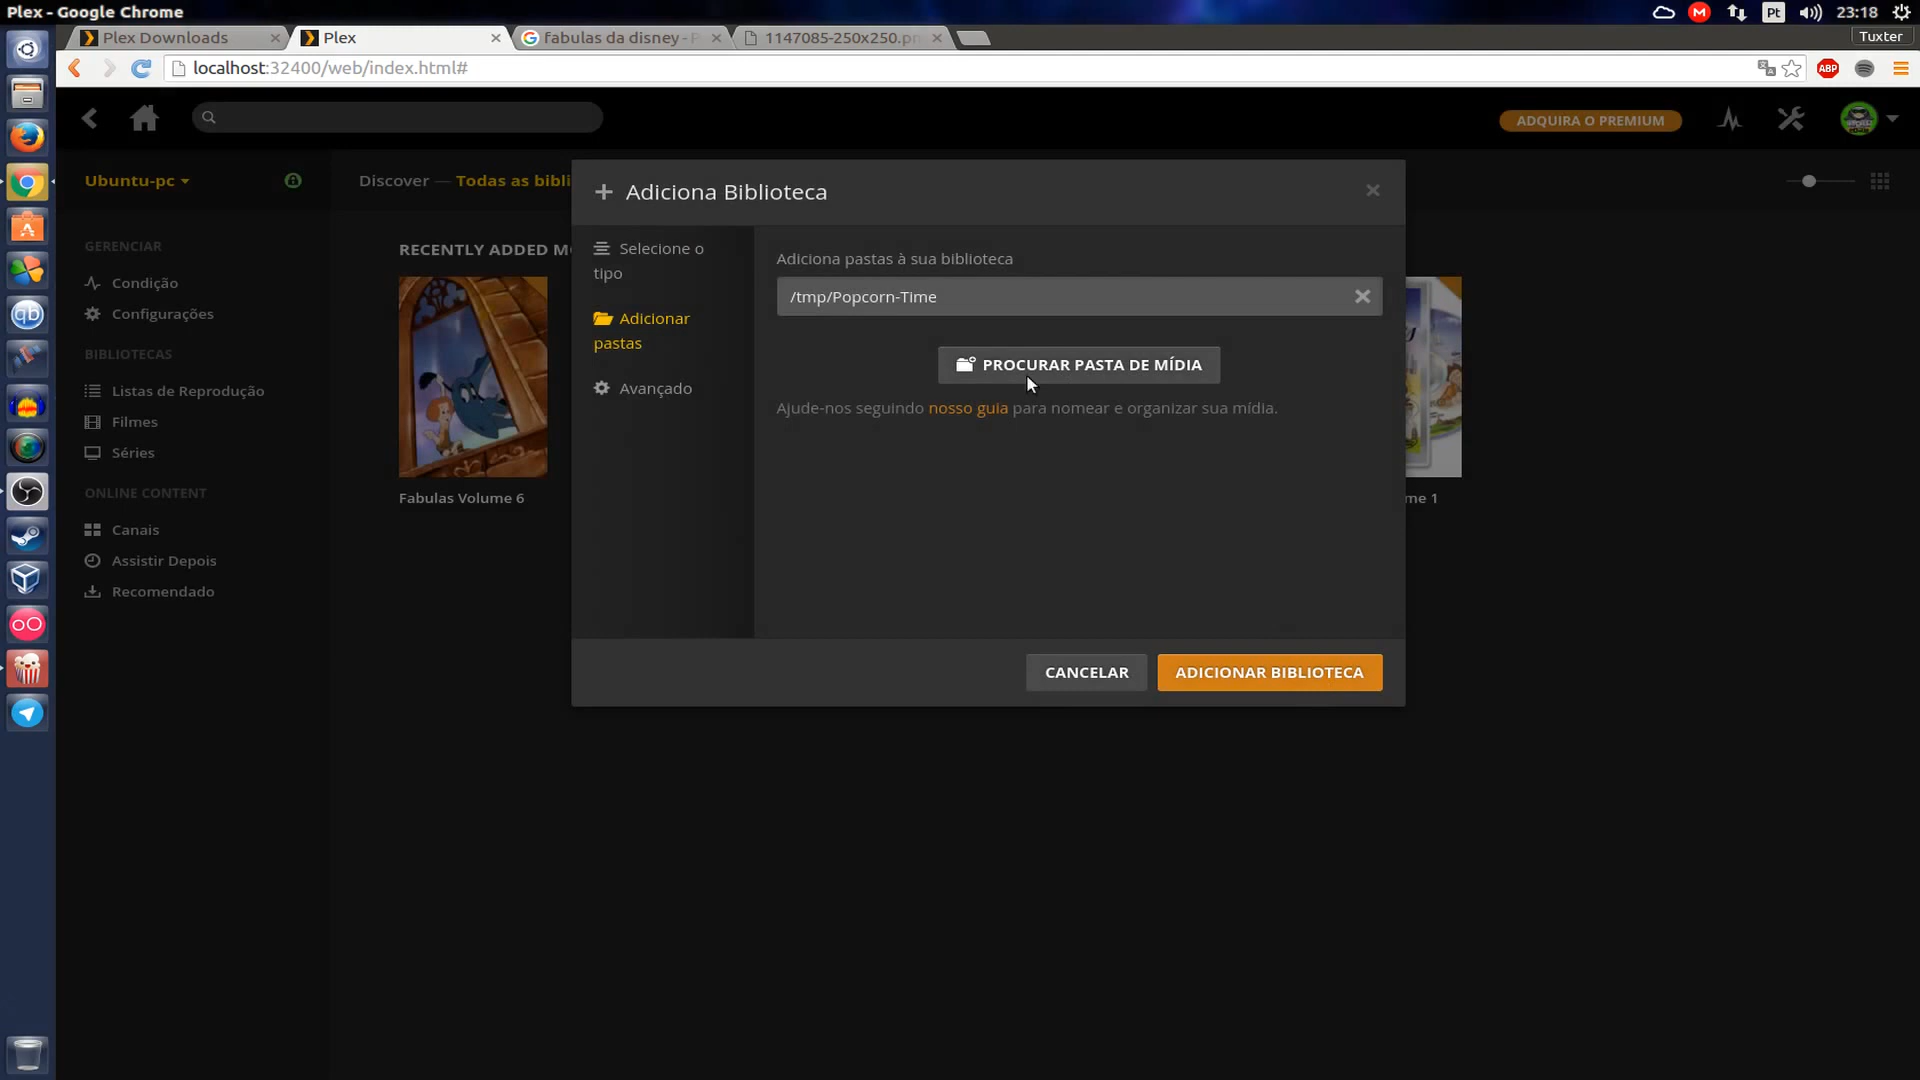 Plex - Google Chrome
Pt
23:18
Plex Downloads
Plex
fabulas da disney - P
1147085-250x250.pn
Tuxter
localhost:32400/web/index.html#
ABP
ADQUIRA O PREMIUM
Ubuntu-pc
Discover — Todas as bibli
GERENCIAR
Condição
Configurações
BIBLIOTECAS
Listas de Reprodução
Filmes
Séries
ONLINE CONTENT
Canais
Assistir Depois
Recomendado
RECENTLY ADDED M
Fabulas Volume 6
me 1
Adiciona Biblioteca
Selecione o
tipo
Adicionar
pastas
Avançado
Adiciona pastas à sua biblioteca
/tmp/Popcorn-Time
PROCURAR PASTA DE MÍDIA
Ajude-nos seguindo nosso guia para nomear e organizar sua mídia.
CANCELAR
ADICIONAR BIBLIOTECA